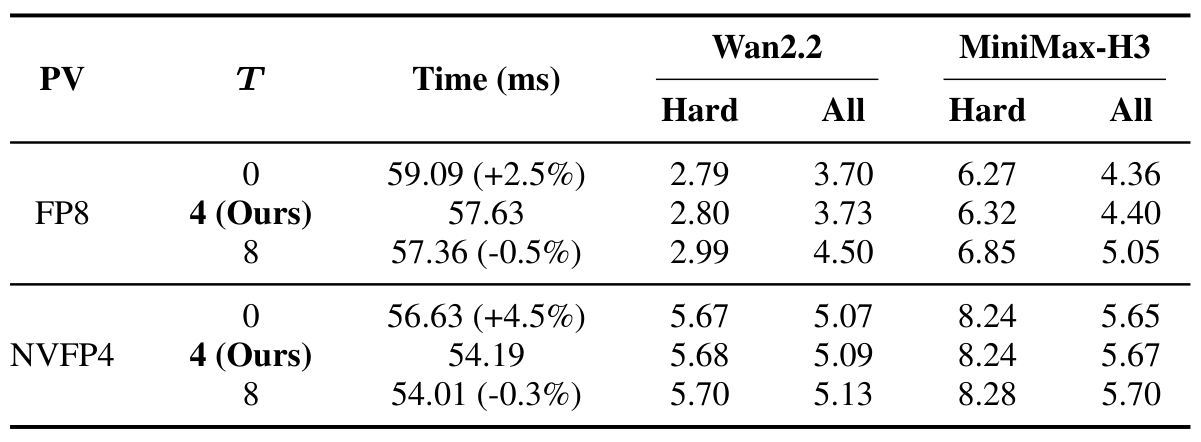 PV T Time (ms) Wan2.2 MiniMax-H3
Hard All Hard All
0 59.09 (+2.5%) 2.79 3.70 6.27 4.36
FP8 4 (Ours) 57.63 2.80 3.73 6.32 4.40
8 57.36 (-0.5%) 2.99 4.50 6.85 5.05
0 56.63 (+4.5%) 5.67 5.07 8.24 5.65
NVFP4 4 (Ours) 54.19 5.68 5.09 8.24 5.67
8 54.01 (-0.3%) 5.70 5.13 8.28 5.70